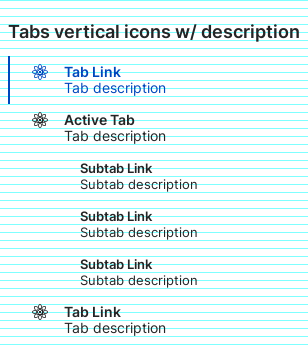 Tabs vertical icons w/ description
Tab Link
Tab description
Active Tab
Tab description
Subtab Link
Subtab description
Subtab Link
Subtab description
Subtab Link
Subtab description
Tab Link
Tab description